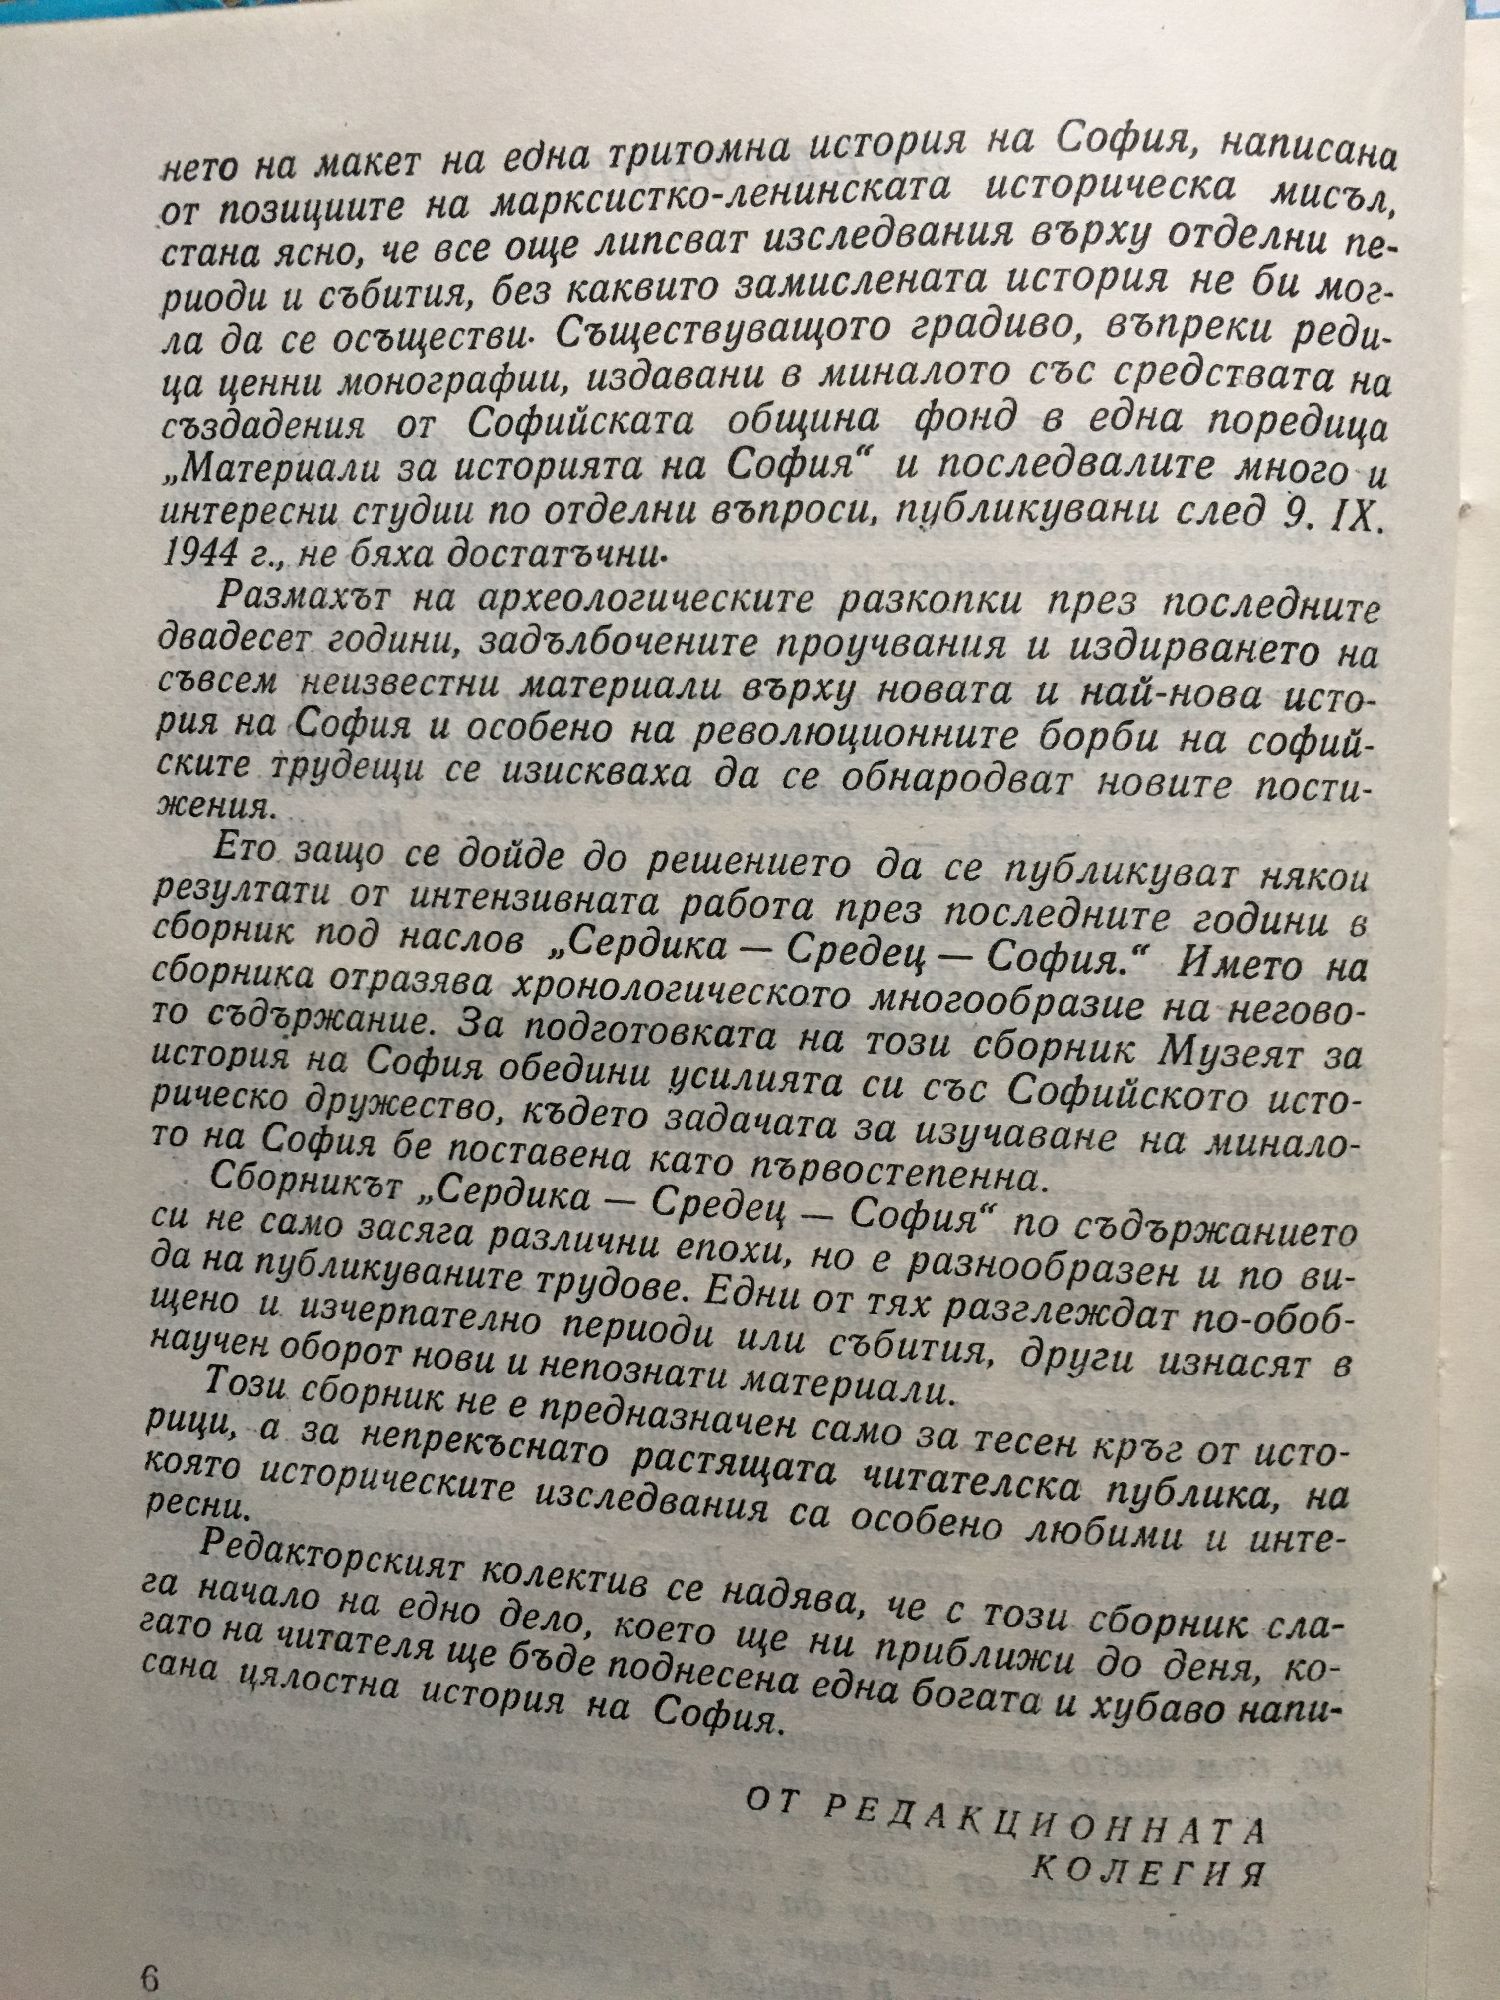 нето на макет на една тритомна история на София, написана
от позициите на марксистко-ленинската историческа мисъл,
стана ясно, че все още липсват изследвания върху отделни пе-
риоди и събития, без каквито замислената история не би мог-
ла да се осъществи. Съществуващото градиво, въпреки реди-
ца ценни монографии, издавани в миналото със средствата на
създадения от Софийската община фонд в една поредица
„Материали за историята на София“ и последвалите много и
интересни студии по отделни въпроси, публикувани след 9. IX.
1944 г., не бяха достатъчни.
Размахът на археологическите разкопки през последните
двадесет години, задълбочените проучвания и издирването на
съвсем неизвестни материали върху новата и най-нова исто-
рия на София и особено на революционните борби на софий-
ските трудещи се изискваха да се обнародват новите пости-
жения.
Ето защо се дойде до решението да се публикуват някои
резултати от интензивната работа през последните години в
сборник под наслов „Сердика — Средец — София.“ Името на
сборника отразява хронологическото многообразие на негово-
то съдържание. За подготовката на този сборник Музеят за
история на София обедини усилията си със Софийското исто-
рическо дружество, където задачата за изучаване на минало-
то на София бе поставена като първостепенна.
Сборникът „Сердика — Средец — София“ по съдържанието
си не само засяга различни епохи, но е разнообразен и по ви-
да на публикуваните трудове. Едни от тях разглеждат по-обоб-
щено и изчерпателно периоди или събития, други изнасят в
научен оборот нови и непознати материали.
Този сборник не е предназначен само за тесен кръг от исто-
рици, а за непрекъснато растящата читателска публика, на
която историческите изследвания са особено любими и инте-
ресни.
Редакторският колектив се надява, че с този сборник сла-
га начало на едно дело, което ще ни приближи до деня, ко-
гато на читателя ще бъде поднесена една богата и хубаво напи-
сана цялостна история на София.
ОТ РЕДАКЦИОННАТА
КОЛЕГИЯ
6